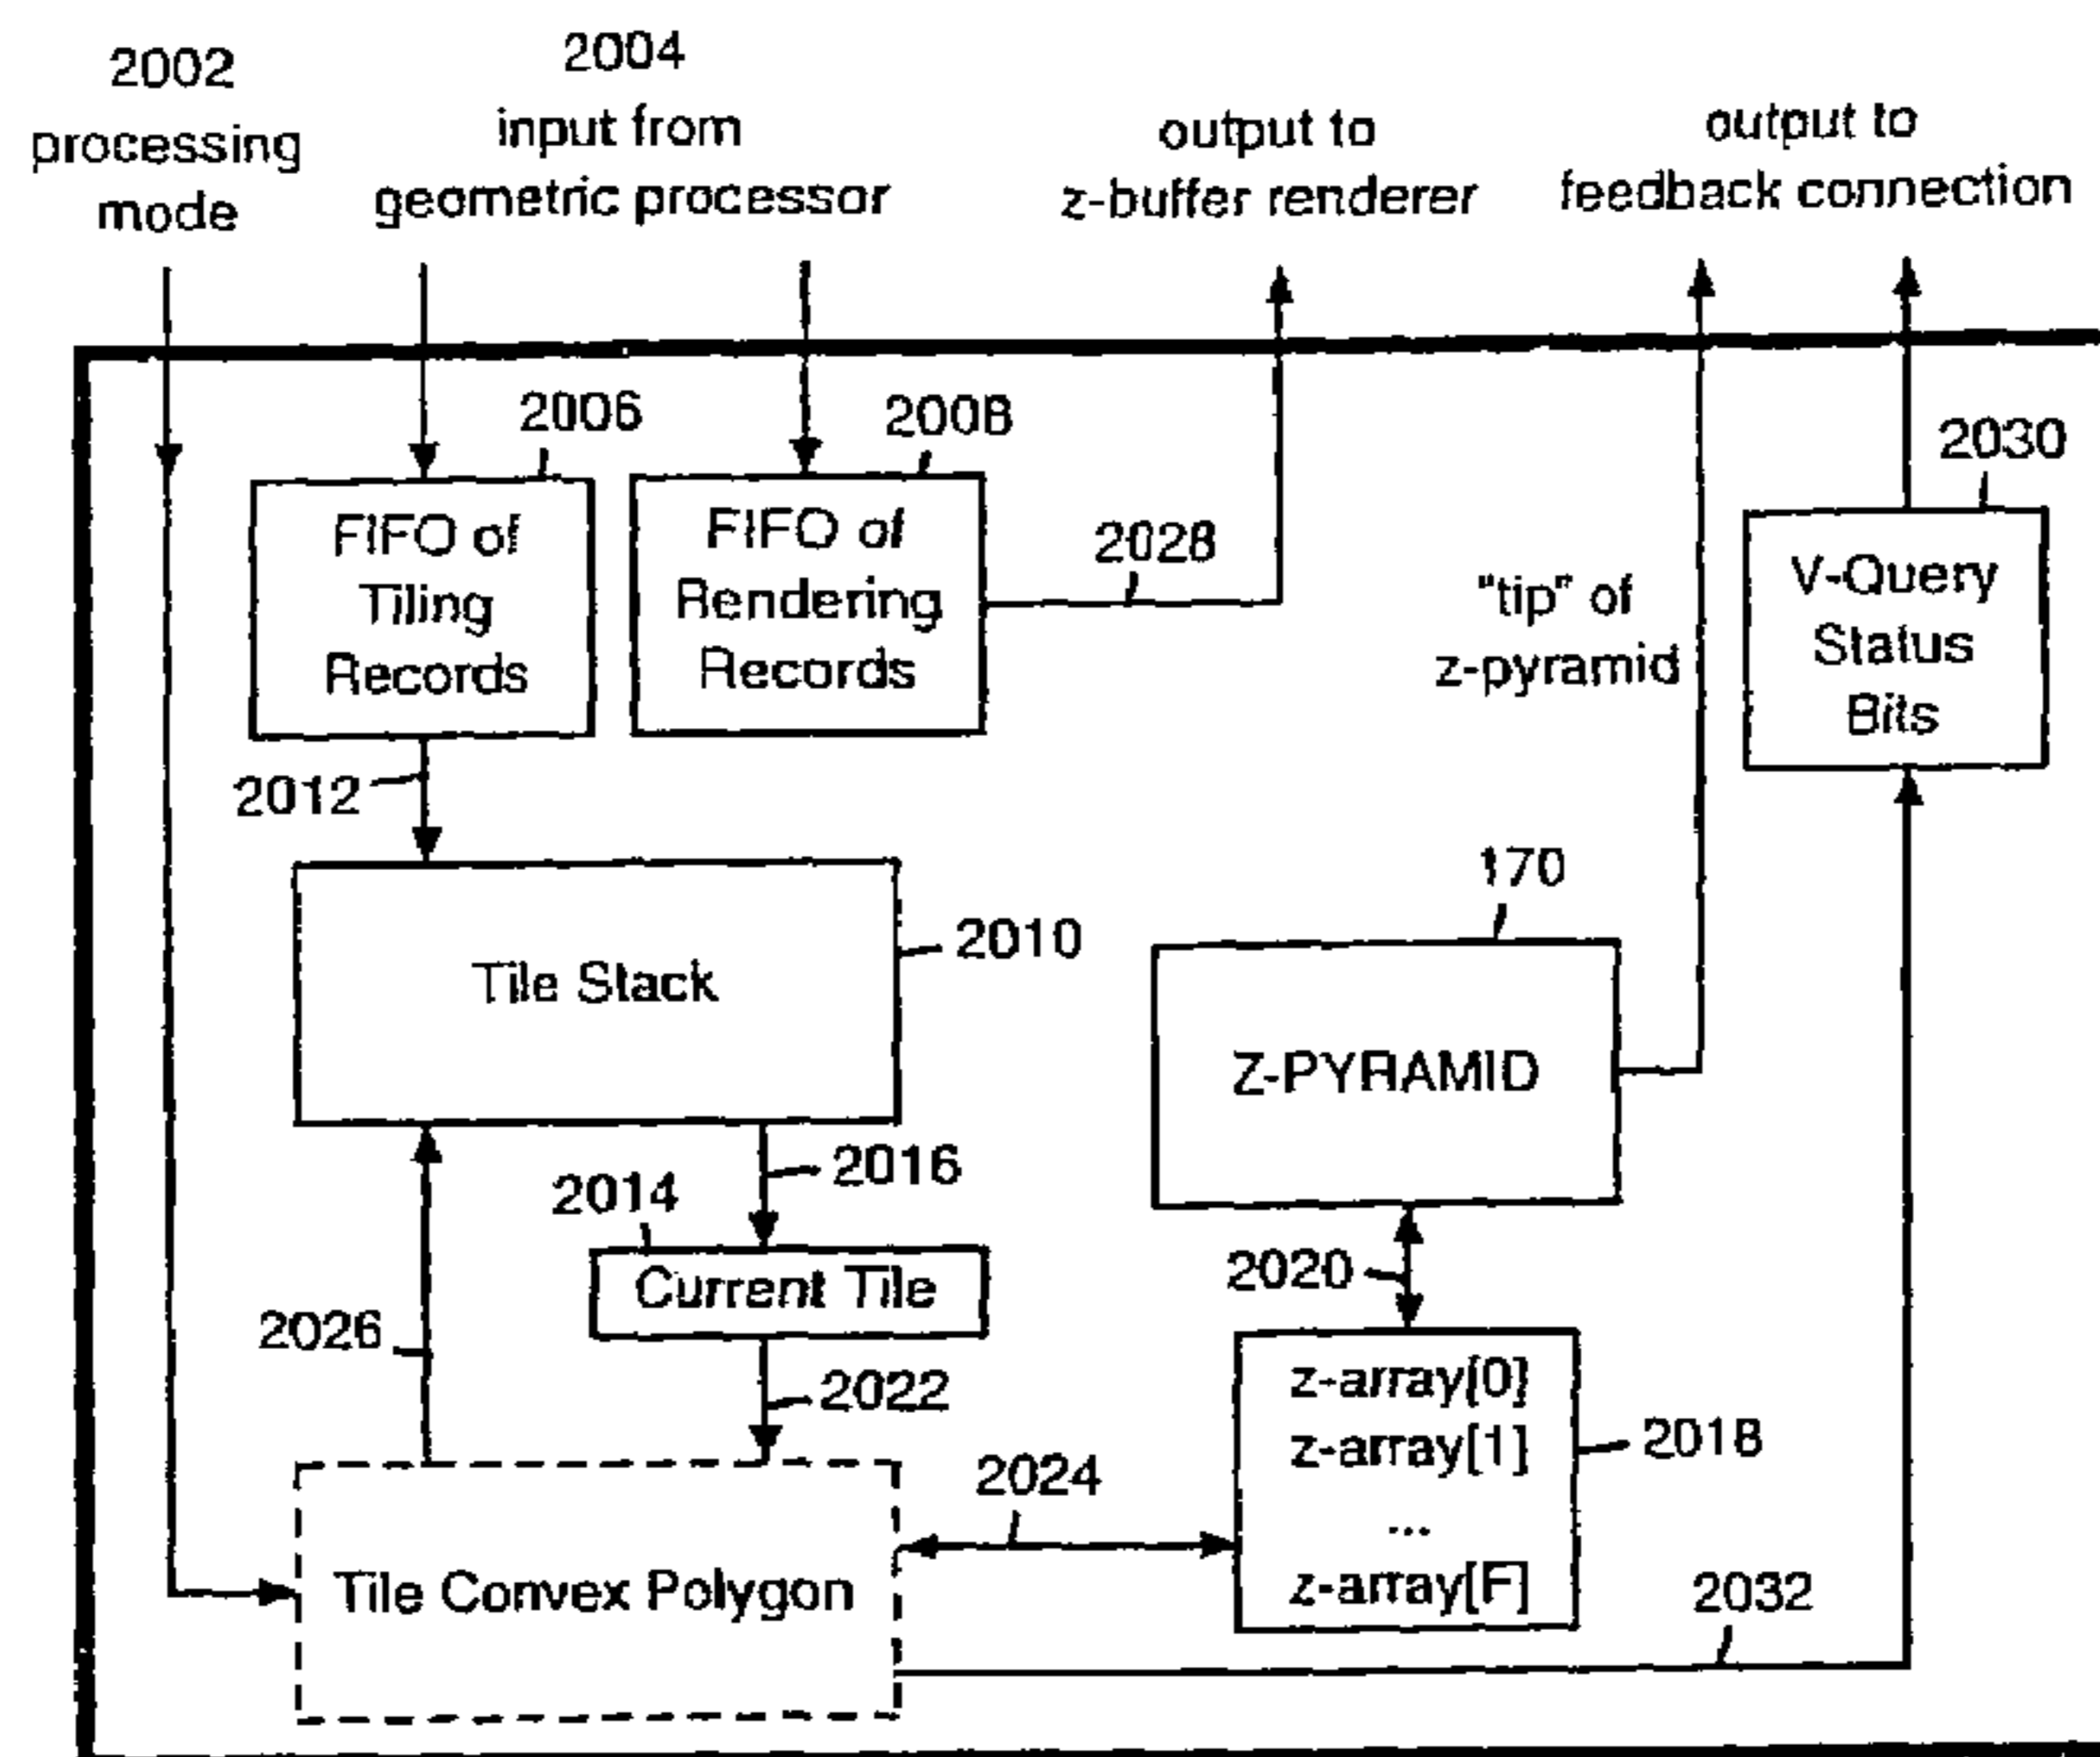 2002
processing
mode
2004
input from
geometric processor
output to
z-buffer renderer
output to
feedback connection
2006
FIFO of
Tiling
Records
2008
FIFO of
Rendering
Records
2028
"tip" of
z-pyramid
2030
V-Query
Status
Bits
2012
Tile Stack
2010
170
Z-PYRAMID
2016
2014
Current Tile
2020
2026
2022
z-array[0]
z-array[1]
...
z-array[F]
2018
2024
Tile Convex Polygon
2032